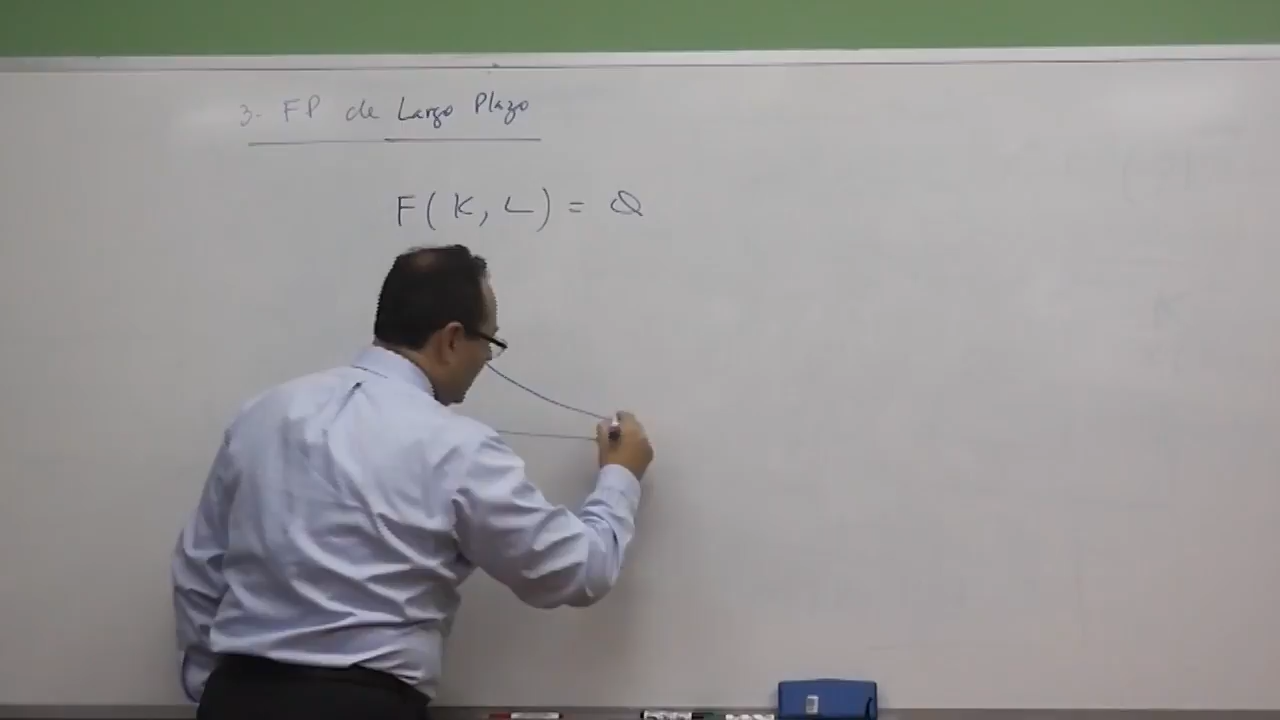 3- FP de Largo Plazo
F(K, L) = Q